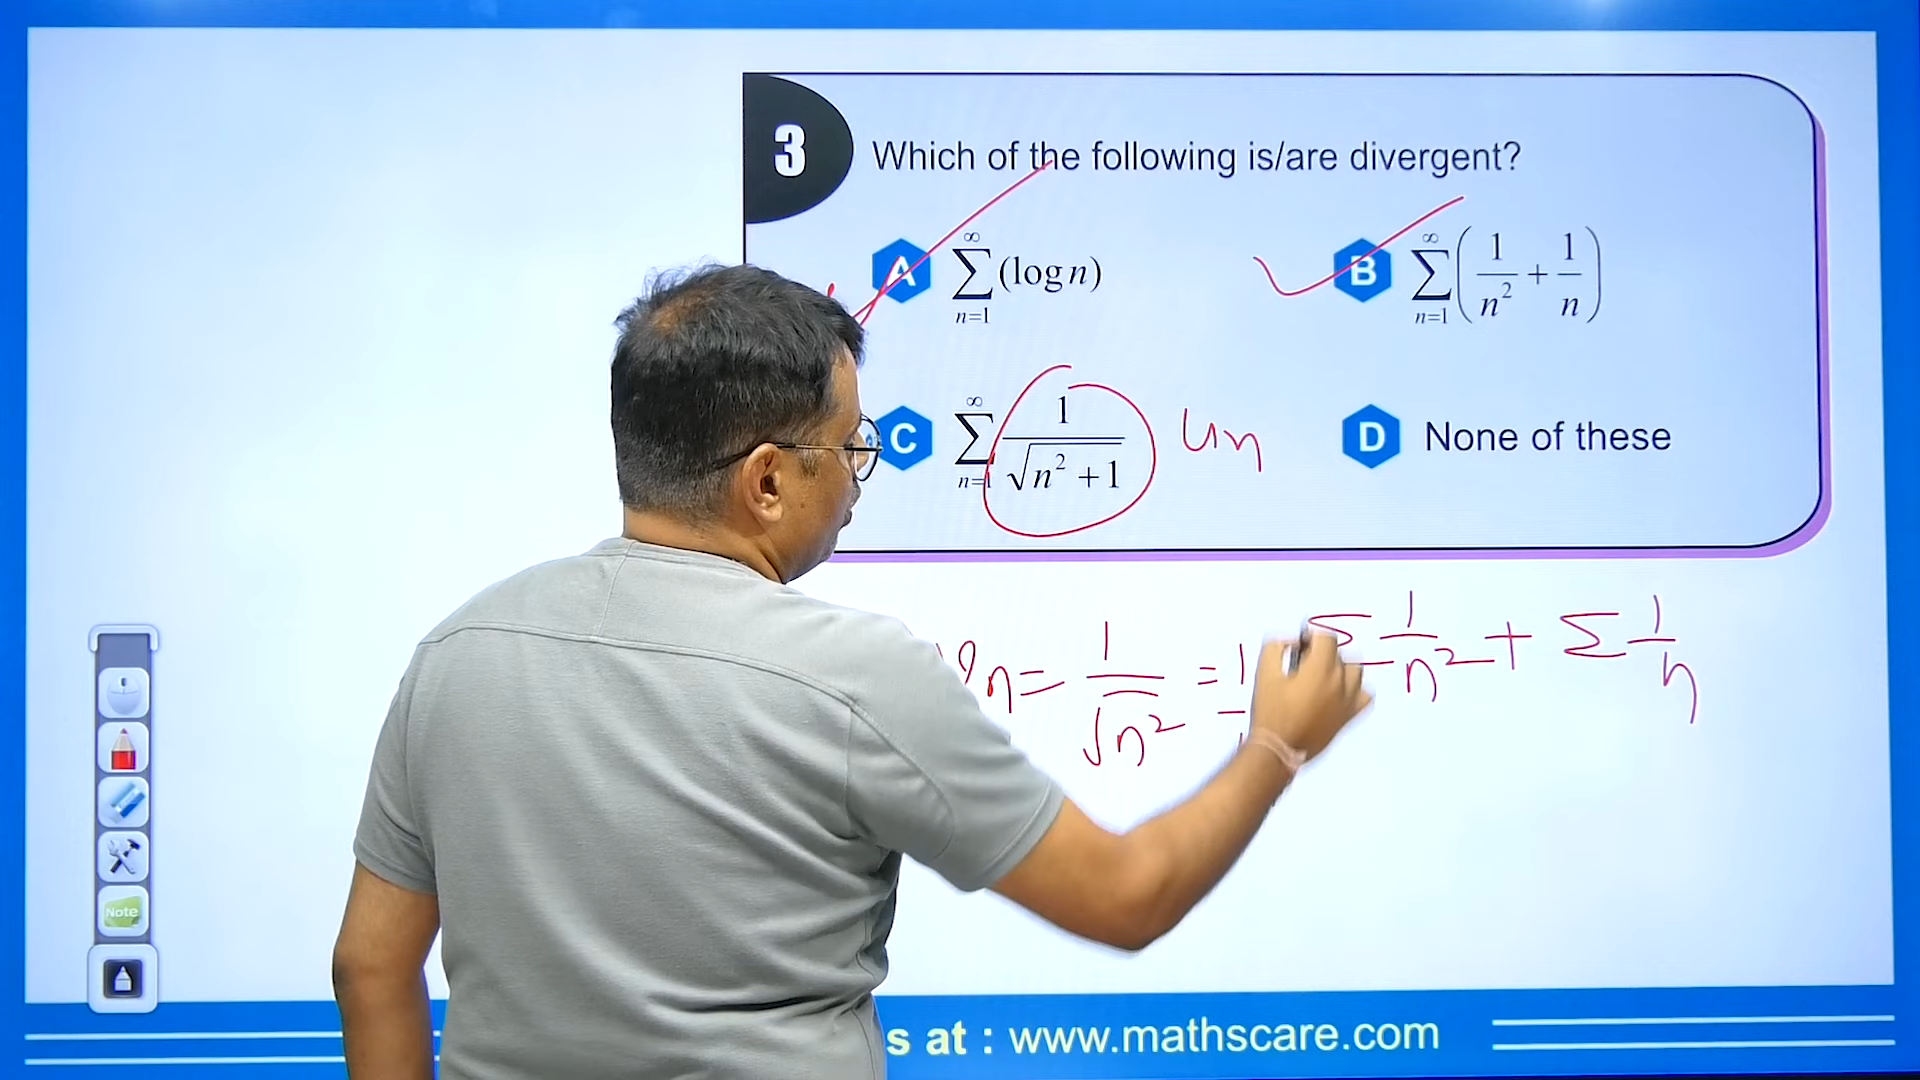 3
Which of the following is/are divergent?
A ∑_{n=1}^{∞} (log n)
B ∑_{n=1}^{∞} (1/n² + 1/n)
C ∑_{n=1}^{∞} 1/√(n² + 1)
un
D None of these
n = 1/√n² = 1
∑ 1/n² + ∑ 1/n
Note
s at : www.mathscare.com